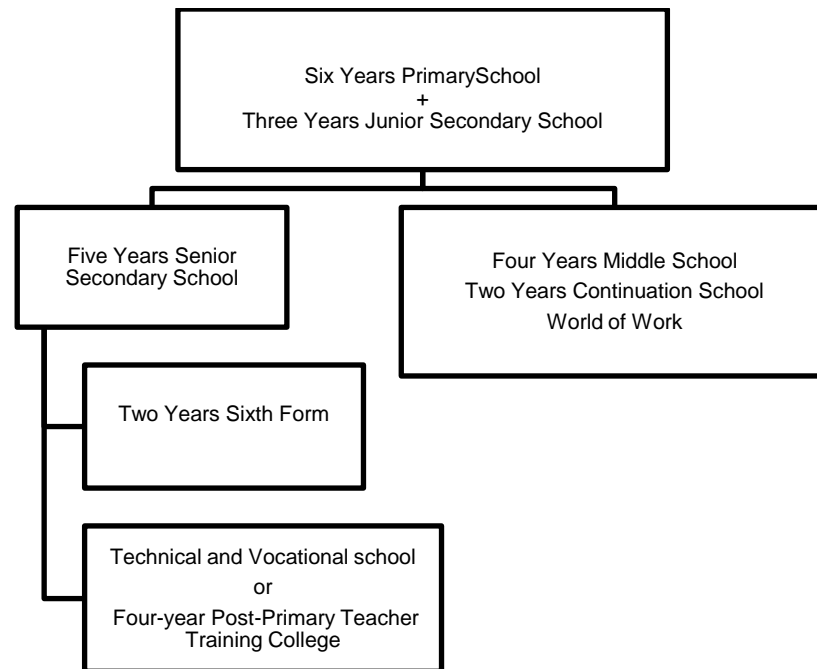 Six Years PrimarySchool
+
Three Years Junior Secondary School
Five Years Senior
Secondary School
Four Years Middle School
Two Years Continuation School
World of Work
Two Years Sixth Form
Technical and Vocational school
or
Four-year Post-Primary Teacher
Training College